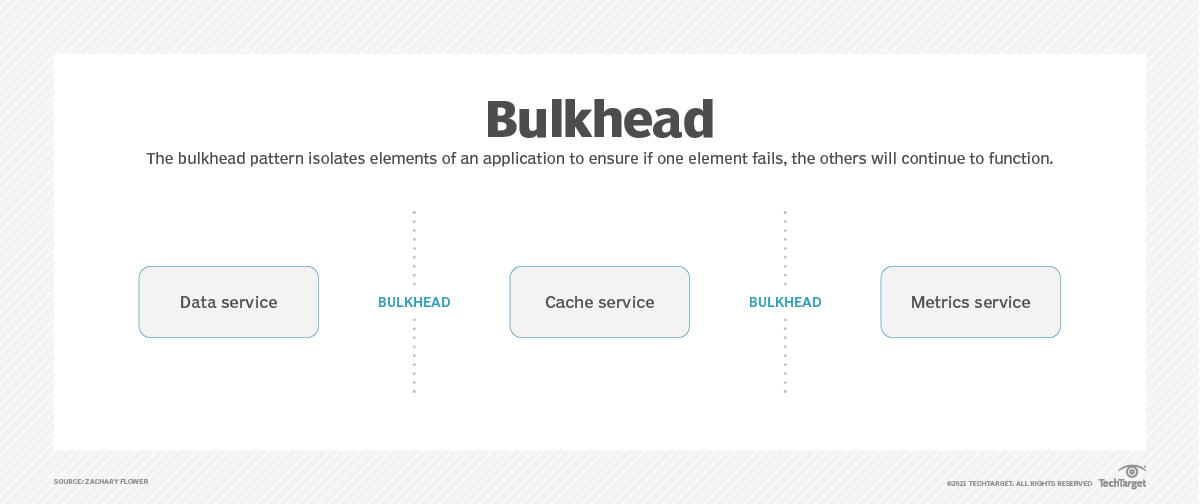 Bulkhead
The bulkhead pattern isolates elements of an application to ensure if one element fails, the others will continue to function.
Data service
BULKHEAD
Cache service
BULKHEAD
Metrics service
SOURCE: ZACHARY FLOWER
©2021 TECHTARGET. ALL RIGHTS RESERVED
TechTarget